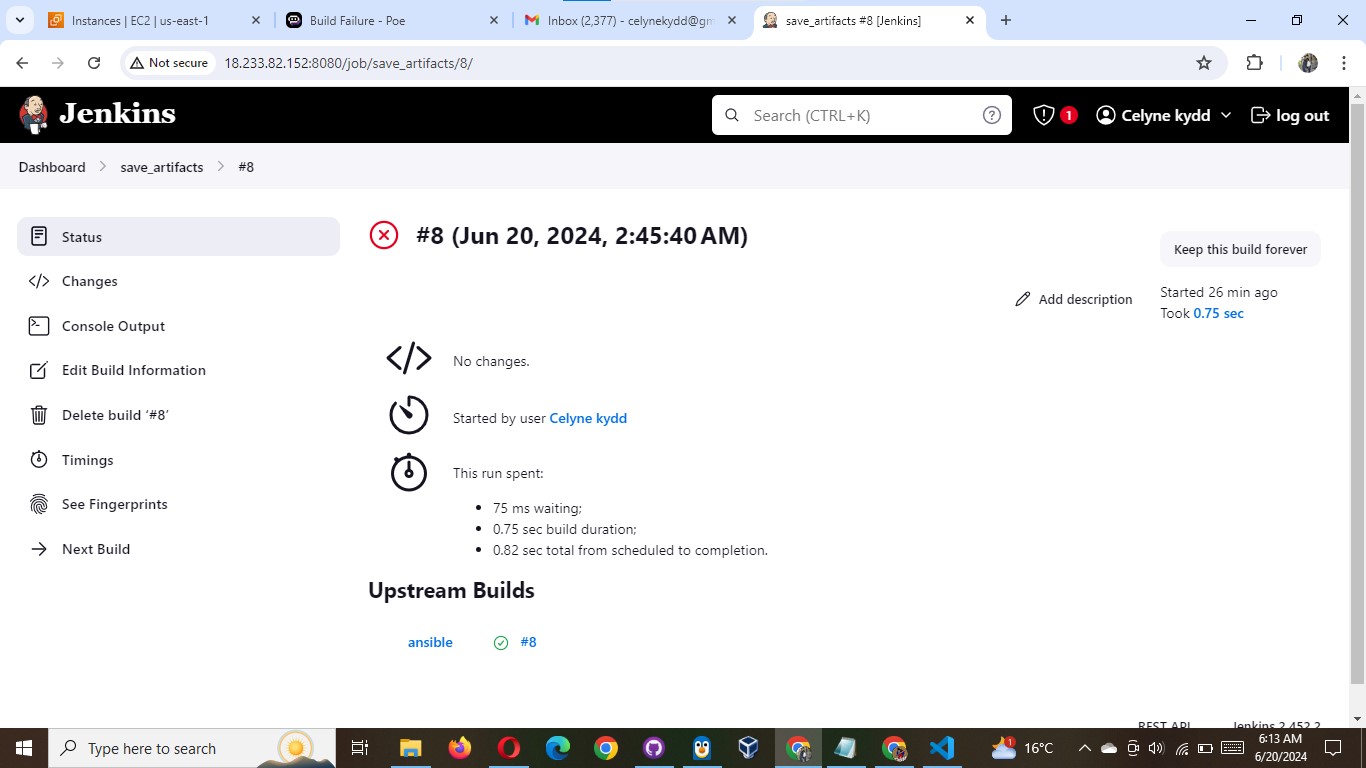 Instances | EC2 | us-east-1
Build Failure - Poe
Inbox (2,377) - celynekydd@gm
save_artifacts #8 [Jenkins]
Not secure
18.233.82.152:8080/job/save_artifacts/8/
Jenkins
Search (CTRL+K)
?
1
Celyne kydd
log out
Dashboard
save_artifacts
#8
Status
Changes
Console Output
Edit Build Information
Delete build ‘#8’
Timings
See Fingerprints
Next Build
#8 (Jun 20, 2024, 2:45:40 AM)
Keep this build forever
Add description
Started 26 min ago
Took 0.75 sec
No changes.
Started by user Celyne kydd
This run spent:
75 ms waiting;
0.75 sec build duration;
0.82 sec total from scheduled to completion.
Upstream Builds
ansible
#8
REST API
Jenkins 2.452.2
Type here to search
1
16°C
6:13 AM
6/20/2024